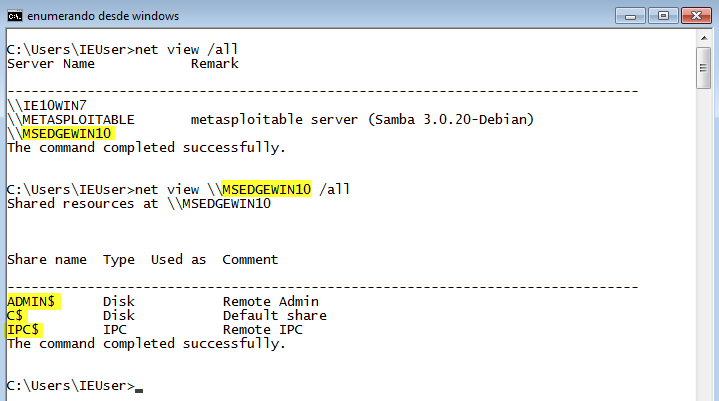 enumerando desde windows
C:\Users\IEUser>net view /all
Server Name            Remark
-------------------------------------------------------------------------------
\\IE10WIN7
\\METASPLOITABLE       metasploitable server (Samba 3.0.20-Debian)
\\MSEDGEWIN10
The command completed successfully.
C:\Users\IEUser>net view \\MSEDGEWIN10 /all
Shared resources at \\MSEDGEWIN10
Share name  Type  Used as  Comment
-------------------------------------------------------------------------------
ADMIN$      Disk           Remote Admin
C$          Disk           Default share
IPC$        IPC            Remote IPC
The command completed successfully.
C:\Users\IEUser>